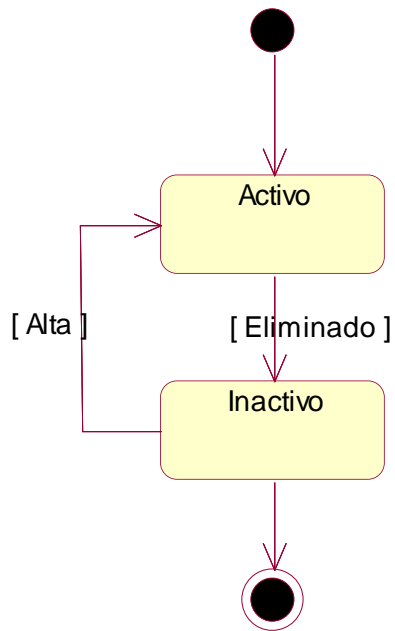 Activo
[ Alta ]
[ Eliminado ]
Inactivo